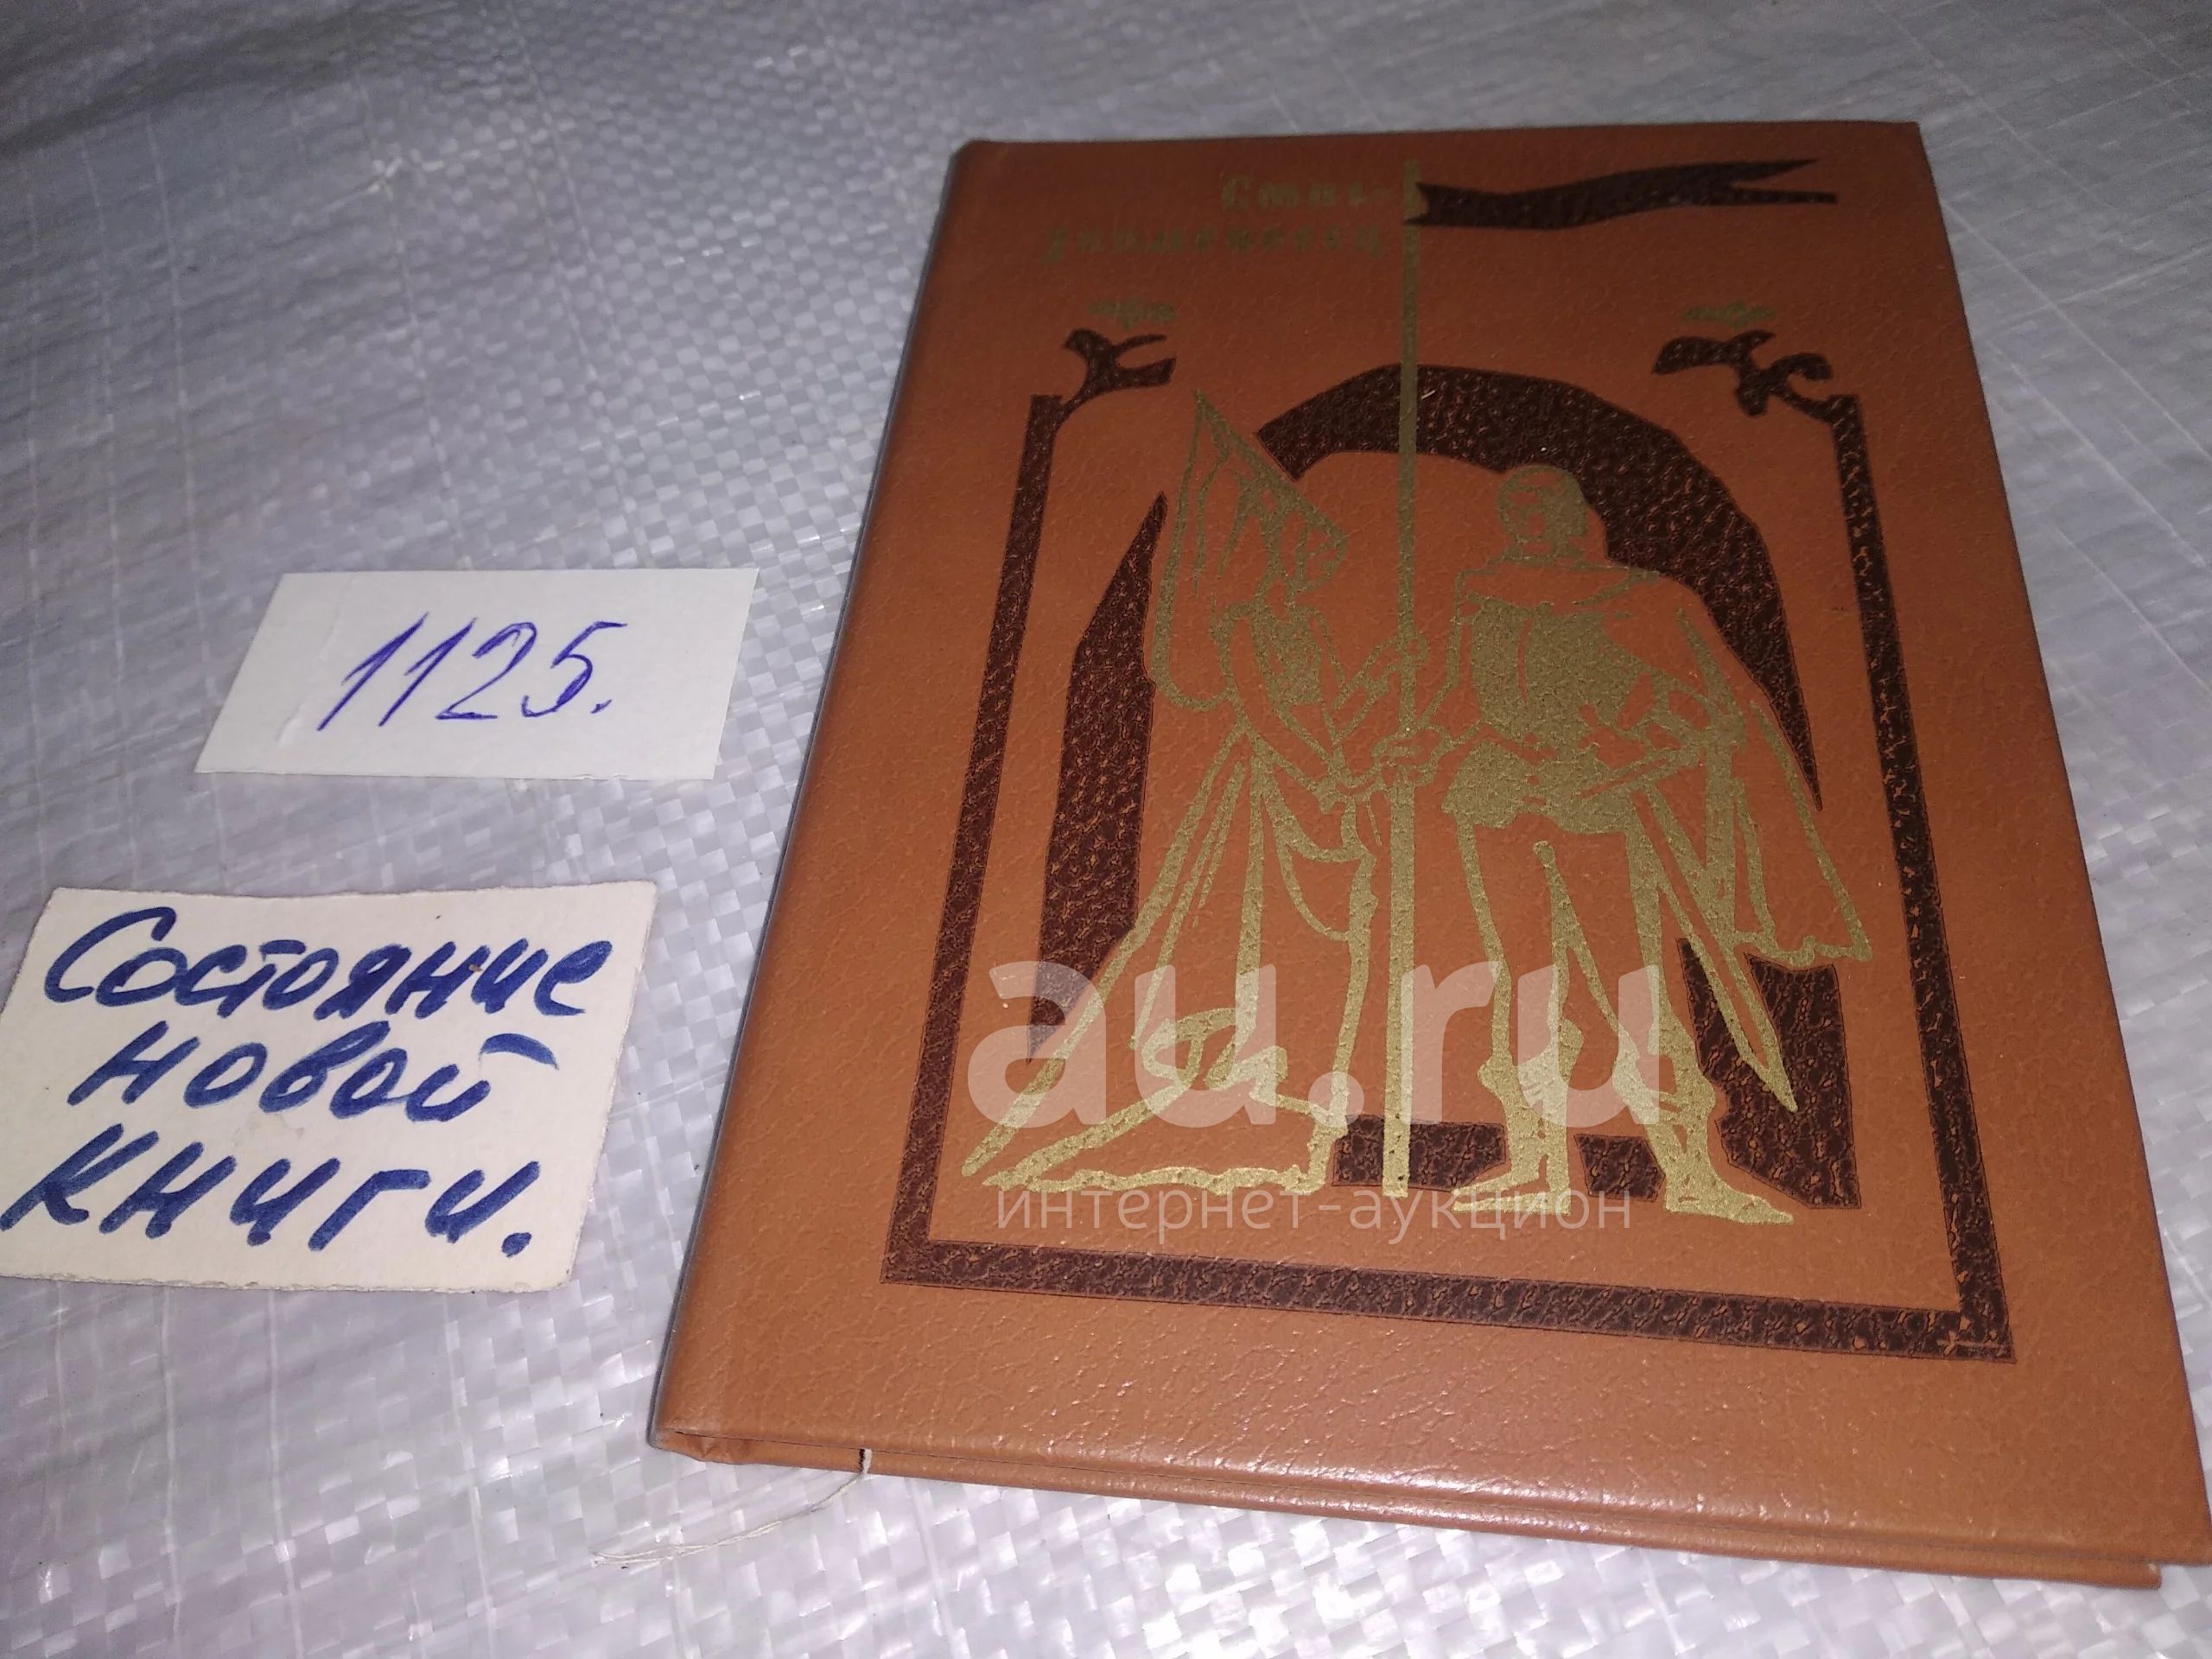 1125.
Состояние
новой
книги.
au.ru
интернет-аукцион